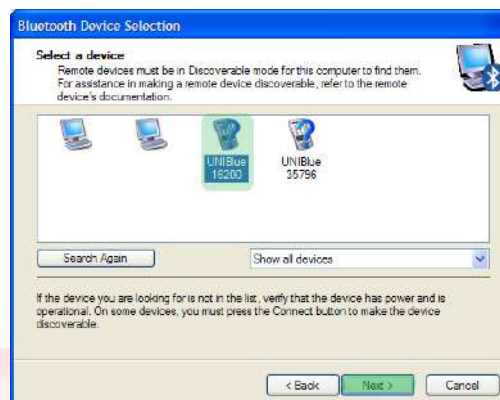 Bluetooth Device Selection
Select a device
Remote devices must be in Discoverable mode for this computer to find them.
For assistance in making a remote device discoverable, refer to the remote
device's documentation.
UNIBlue
16200
UNIBlue
35796
Search Again
Show all devices
If the device you are looking for is not in the list, verify that the device has power and is
operational. On some devices, you must press the Connect button to make the device
discoverable.
< Back
Next >
Cancel